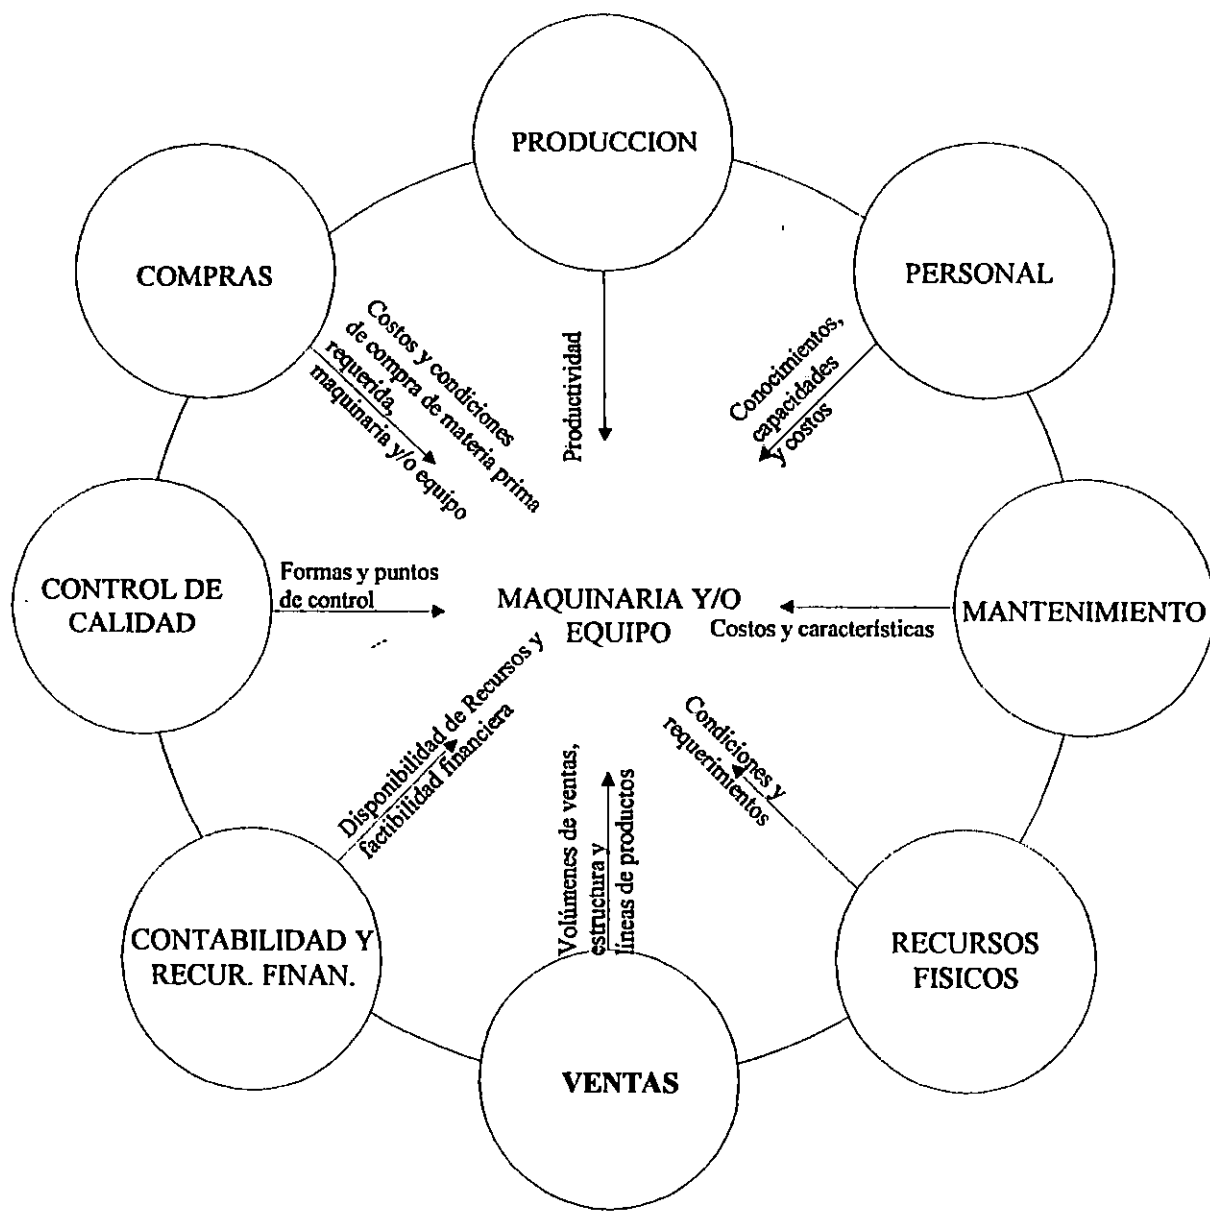 PRODUCCION
COMPRAS
PERSONAL
Costos y condiciones
de compra de materia prima
requerida,
maquinaria y/o equipo
Productividad
Conocimientos,
capacidades
y costos
CONTROL DE
CALIDAD
Formas y puntos
de control
MAQUINARIA Y/O
EQUIPO
Costos y características
MANTENIMIENTO
Disponibilidad de Recursos y
factibilidad financiera
Volúmenes de ventas,
estructura y
líneas de productos
Condiciones y
requerimientos
CONTABILIDAD Y
RECUR. FINAN.
RECURSOS
FISICOS
VENTAS